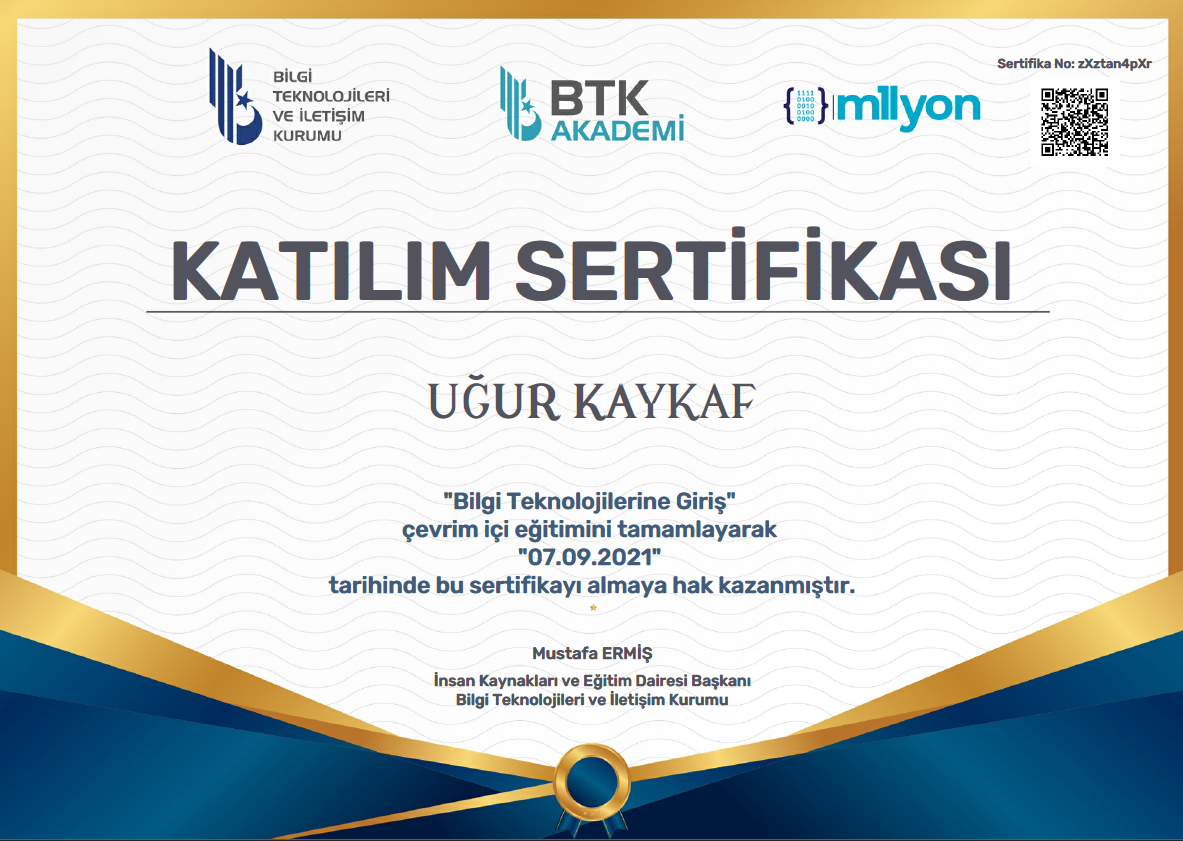 BİLGİ
TEKNOLOJİLERİ
VE İLETİŞİM
KURUMU
BTK
AKADEMİ
1111
0100
0010
0100
0000
m1lyon
Sertifika No: zXztan4pXr
KATILIM SERTİFİKASI
UĞUR KAYKAF
"Bilgi Teknolojilerine Giriş"
çevrim içi eğitimini tamamlayarak
"07.09.2021"
tarihinde bu sertifikayı almaya hak kazanmıştır.
Mustafa ERMİŞ
İnsan Kaynakları ve Eğitim Dairesi Başkanı
Bilgi Teknolojileri ve İletişim Kurumu